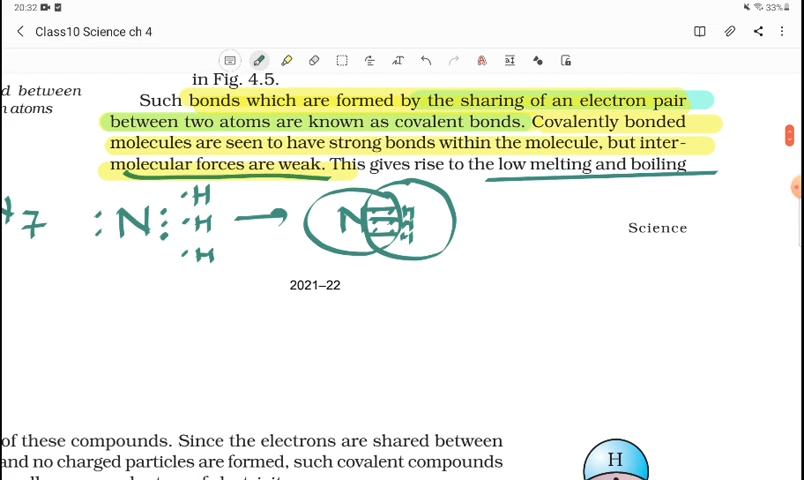 20:32 33%
Class10 Science ch 4
in Fig. 4.5.
d between
n atoms
Such bonds which are formed by the sharing of an electron pair
between two atoms are known as covalent bonds. Covalently bonded
molecules are seen to have strong bonds within the molecule, but inter-
molecular forces are weak. This gives rise to the low melting and boiling
7 : N ⋮ · H · H · H → N
Science
2021–22
of these compounds. Since the electrons are shared between
and no charged particles are formed, such covalent compounds
H